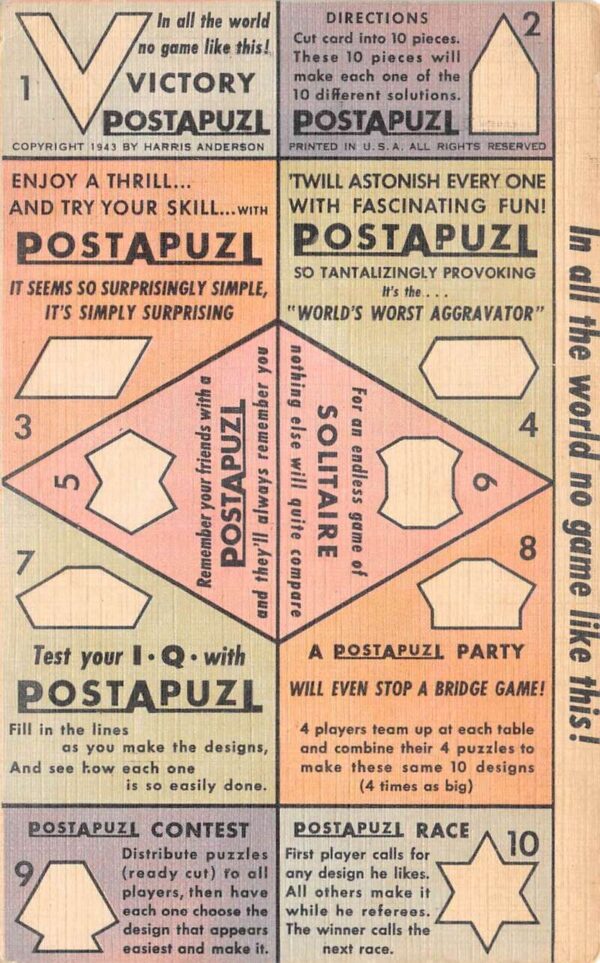 In all the world
no game like this!
1
VICTORY
POSTAPUZL
COPYRIGHT 1943 BY HARRIS ANDERSON
DIRECTIONS
2
Cut card into 10 pieces.
These 10 pieces will
make each one of the
10 different solutions.
POSTAPUZL
PRINTED IN U.S.A. ALL RIGHTS RESERVED
ENJOY A THRILL...
AND TRY YOUR SKILL...WITH
POSTAPUZL
IT SEEMS SO SURPRISINGLY SIMPLE,
IT'S SIMPLY SURPRISING
3
'TWILL ASTONISH EVERY ONE
WITH FASCINATING FUN!
POSTAPUZL
SO TANTALIZINGLY PROVOKING
It's the...
"WORLD'S WORST AGGRAVATOR"
4
5
Remember your friends with a
POSTAPUZL
and they'll always remember you
6
For an endless game of
SOLITAIRE
nothing else will quite compare
7
Test your I·Q·with
POSTAPUZL
Fill in the lines
as you make the designs,
And see how each one
is so easily done.
8
A POSTAPUZL PARTY
WILL EVEN STOP A BRIDGE GAME!
4 players team up at each table
and combine their 4 puzzles to
make these same 10 designs
(4 times as big)
POSTAPUZL CONTEST
9
Distribute puzzles
(ready cut) to all
players, then have
each one choose the
design that appears
easiest and make it.
POSTAPUZL RACE
10
First player calls for
any design he likes.
All others make it
while he referees.
The winner calls the
next race.
In all the world no game like this!